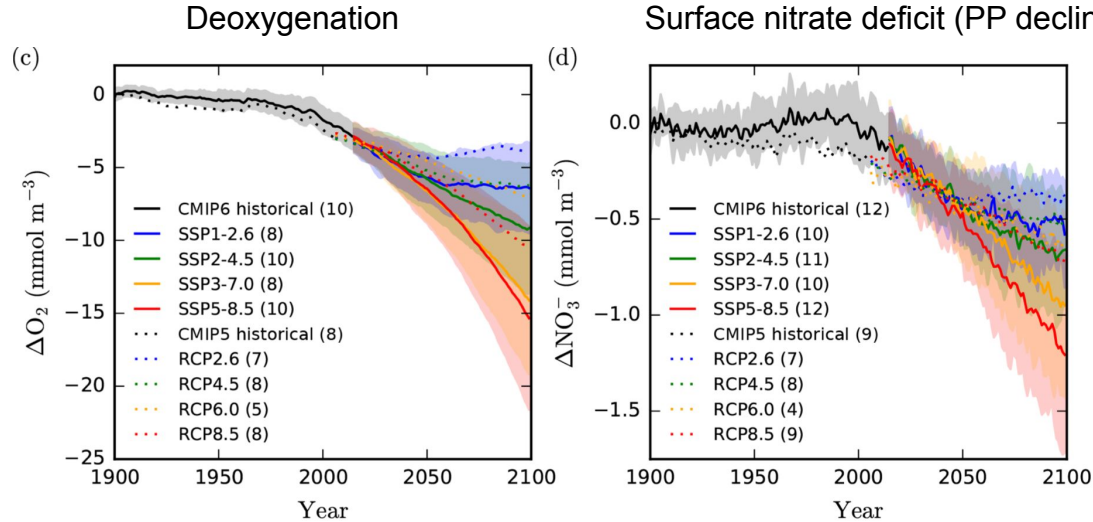 Deoxygenation
Surface nitrate deficit (PP declin
(c)
0
−5
−10
−15
−20
−25
ΔO₂ (mmol m⁻³)
CMIP6 historical (10)
SSP1-2.6 (8)
SSP2-4.5 (10)
SSP3-7.0 (8)
SSP5-8.5 (10)
CMIP5 historical (8)
RCP2.6 (7)
RCP4.5 (8)
RCP6.0 (5)
RCP8.5 (8)
1900 1950 2000 2050 2100
Year
(d)
0.0
−0.5
−1.0
−1.5
ΔNO₃⁻ (mmol m⁻³)
CMIP6 historical (12)
SSP1-2.6 (10)
SSP2-4.5 (11)
SSP3-7.0 (10)
SSP5-8.5 (12)
CMIP5 historical (9)
RCP2.6 (7)
RCP4.5 (8)
RCP6.0 (4)
RCP8.5 (9)
1900 1950 2000 2050 2100
Year